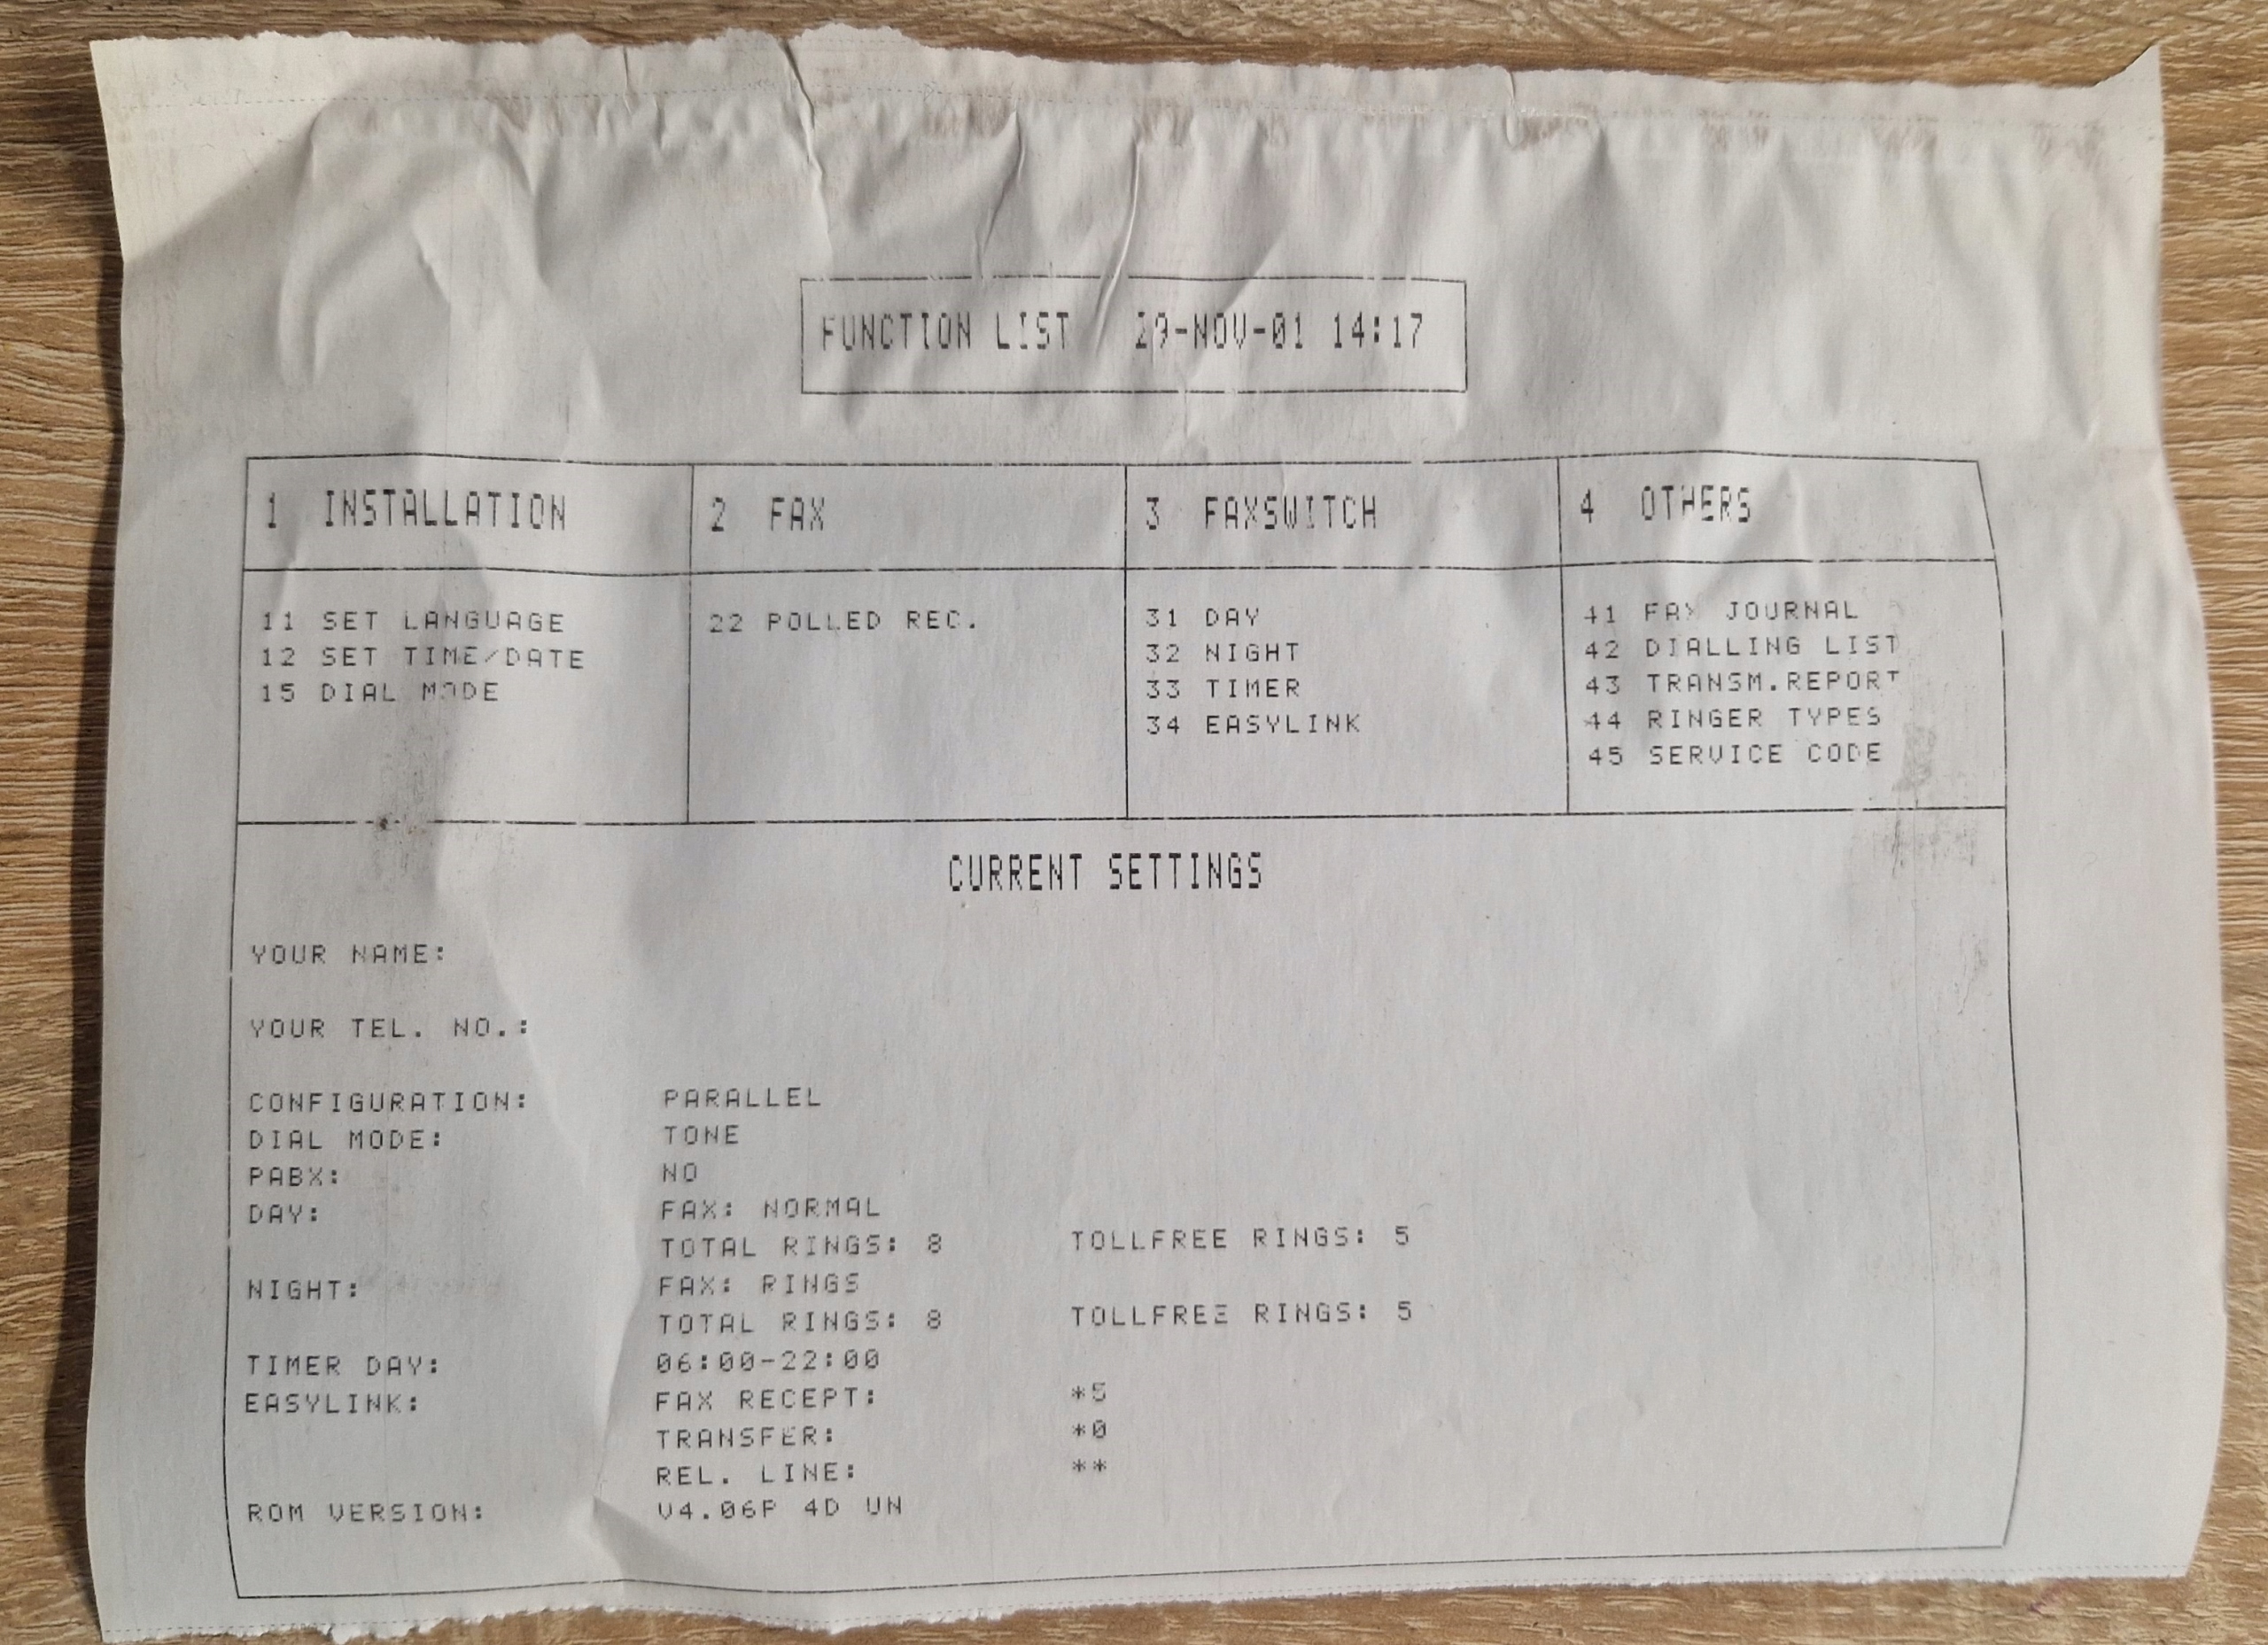 FUNCTION LIST 29-NOV-01 14:17
1 INSTALLATION 2 FAX 3 FAXSWITCH 4 OTHERS
11 SET LANGUAGE 22 POLLED REC. 31 DAY 41 FAX JOURNAL
12 SET TIME/DATE 32 NIGHT 42 DIALLING LIST
15 DIAL MODE 33 TIMER 43 TRANSM.REPORT
34 EASYLINK 44 RINGER TYPES
45 SERVICE CODE
CURRENT SETTINGS
YOUR NAME:
YOUR TEL. NO.:
CONFIGURATION: PARALLEL
DIAL MODE: TONE
PABX: NO
DAY: FAX: NORMAL
TOTAL RINGS: 8 TOLLFREE RINGS: 5
NIGHT: FAX: RINGS
TOTAL RINGS: 8 TOLLFREE RINGS: 5
TIMER DAY: 06:00-22:00
EASYLINK: FAX RECEPT: *5
TRANSFER: *0
REL. LINE: **
ROM VERSION: V4.06P 4D UN